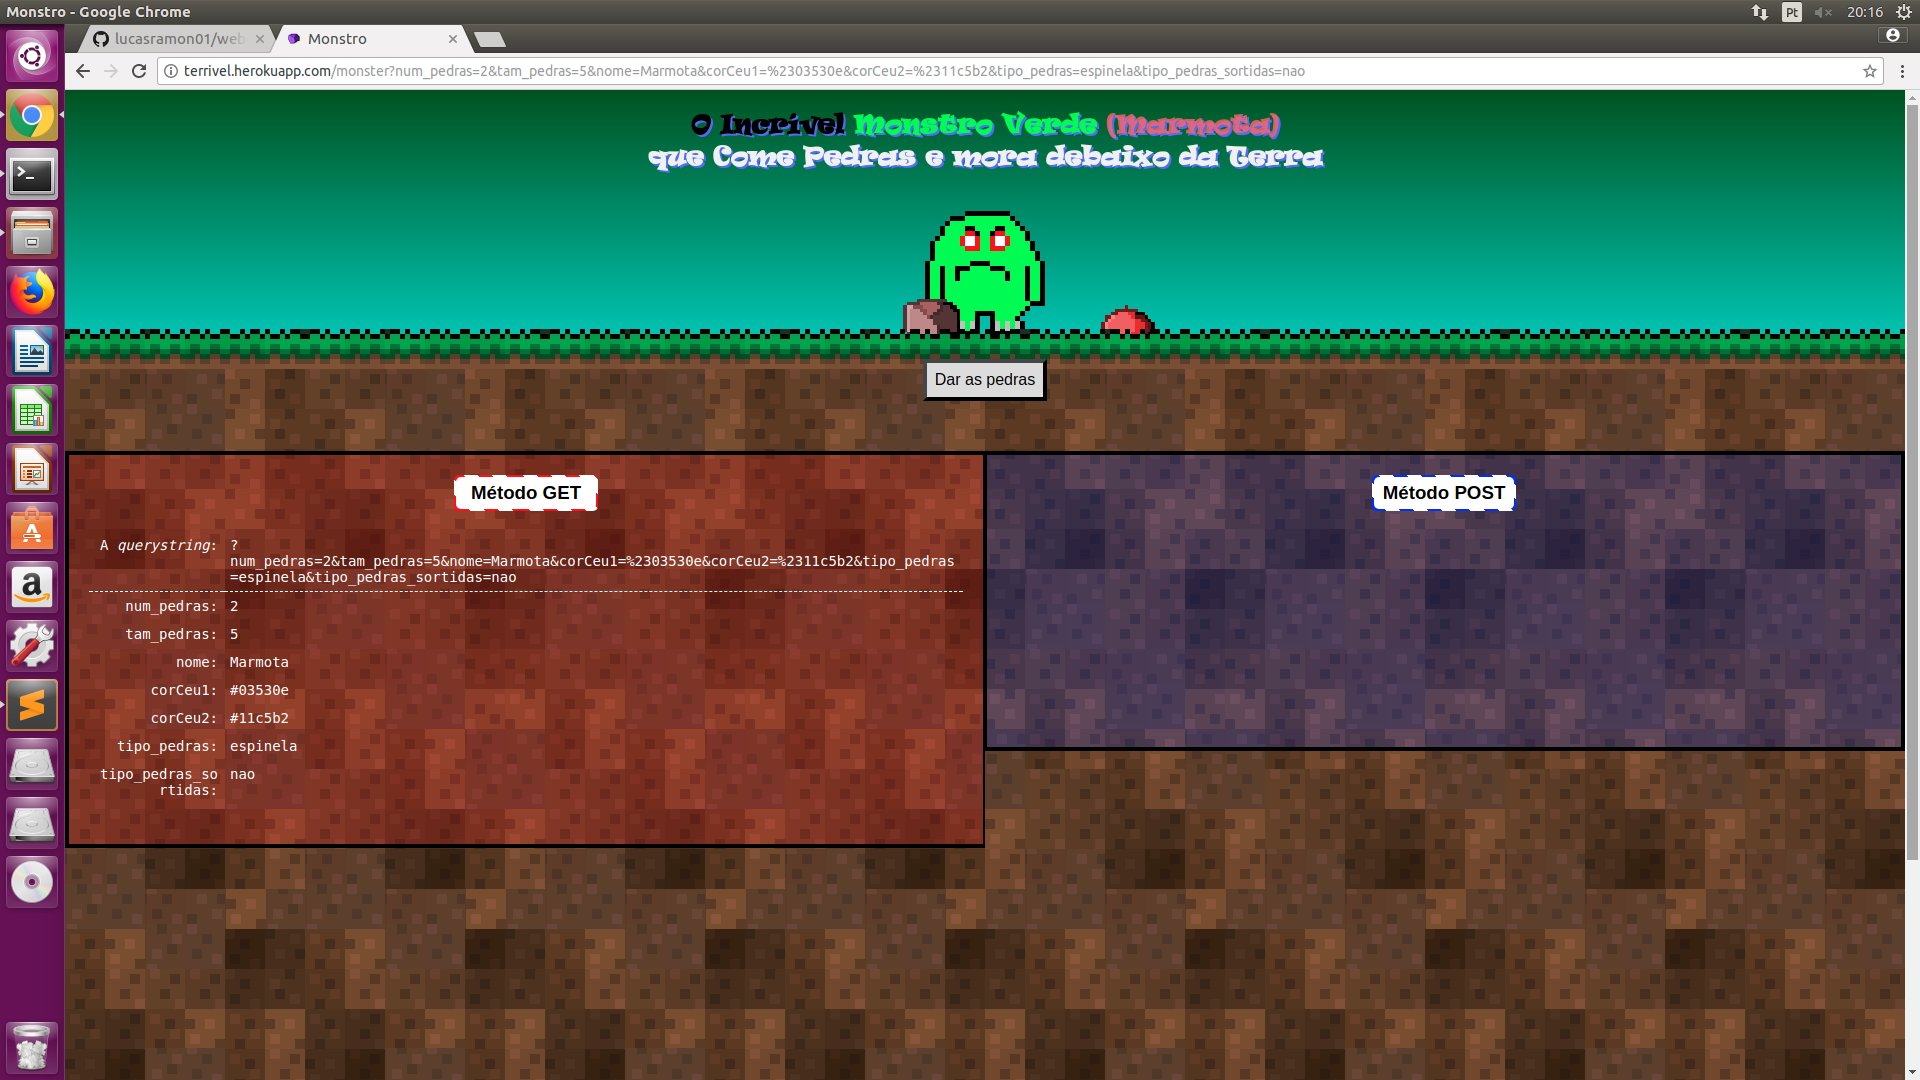 Monstro - Google Chrome
Pt
20:16
lucasramon01/web
Monstro
terrivel.herokuapp.com/monster?num_pedras=2&tam_pedras=5&nome=Marmota&corCeu1=%2303530e&corCeu2=%2311c5b2&tipo_pedras=espinela&tipo_pedras_sortidas=nao
O Incrível Monstro Verde (Marmota)
que Come Pedras e mora debaixo da Terra
Dar as pedras
Método GET
A querystring: ?
num_pedras=2&tam_pedras=5&nome=Marmota&corCeu1=%2303530e&corCeu2=%2311c5b2&tipo_pedras
=espinela&tipo_pedras_sortidas=nao
num_pedras: 2
tam_pedras: 5
nome: Marmota
corCeu1: #03530e
corCeu2: #11c5b2
tipo_pedras: espinela
tipo_pedras_so nao
rtidas:
Método POST